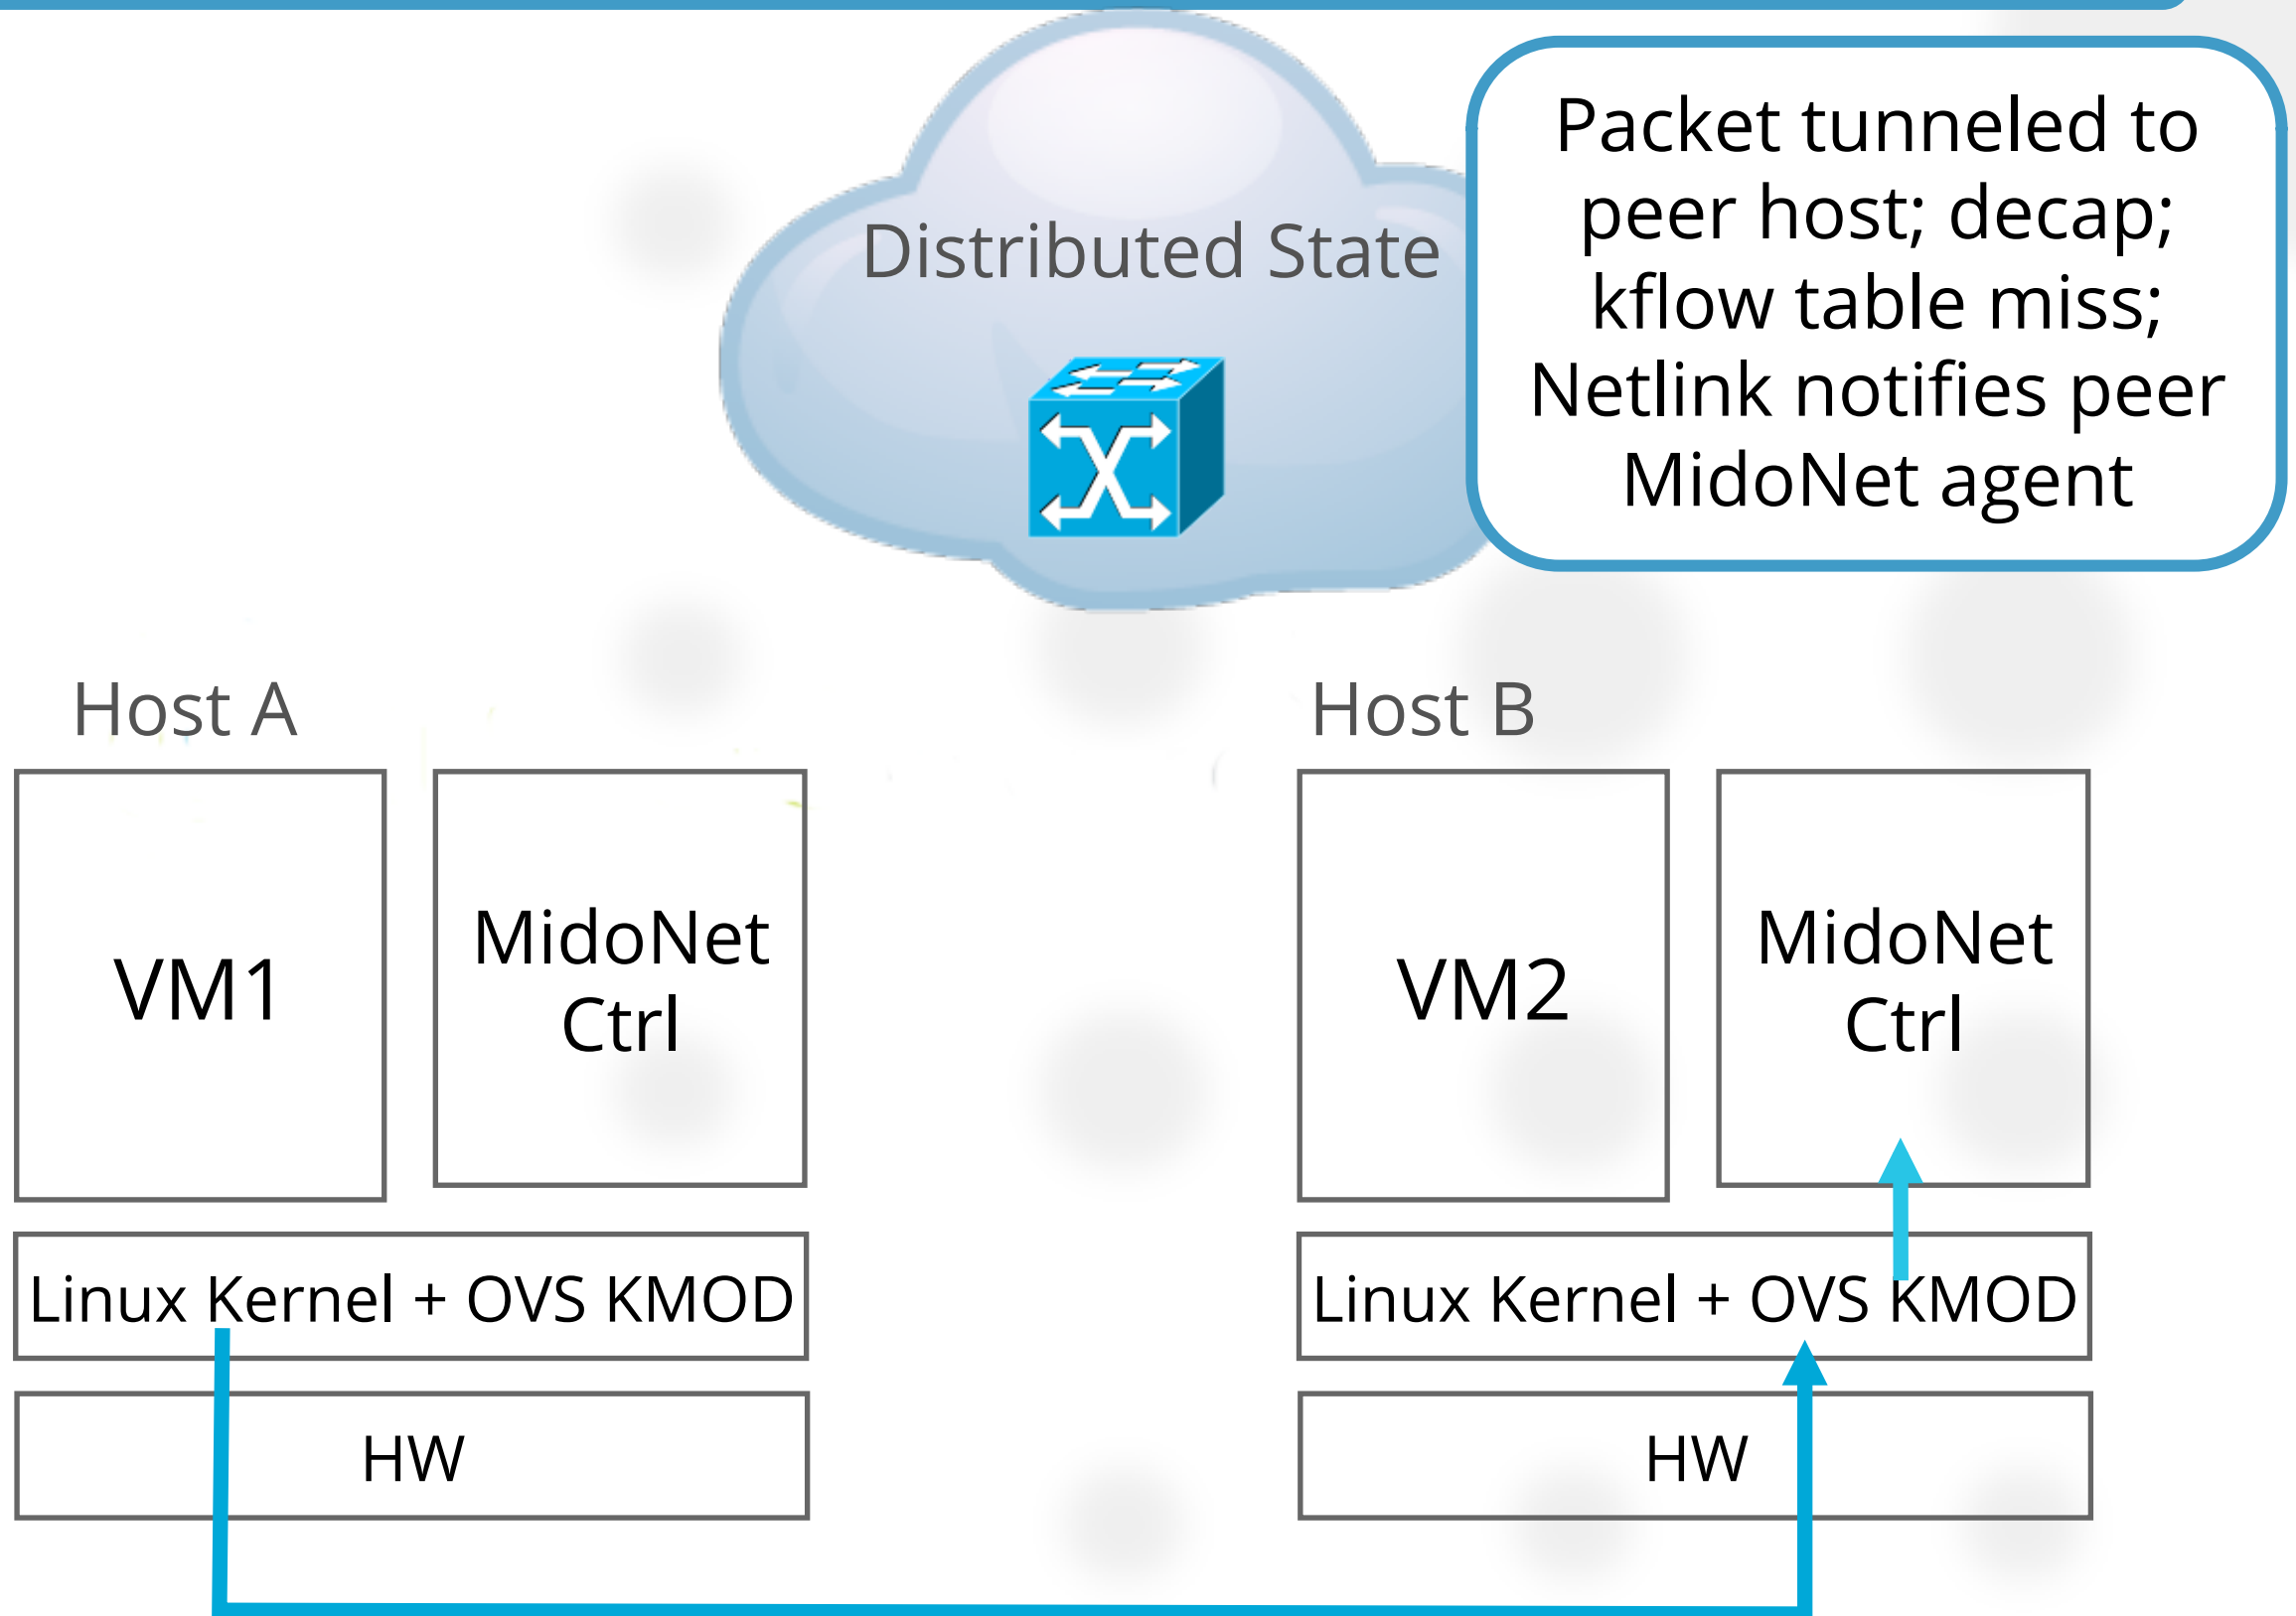 Packet tunneled to
peer host; decap;
kflow table miss;
Netlink notifies peer
MidoNet agent
Distributed State
Host A
Host B
VM1
MidoNet
Ctrl
VM2
MidoNet
Ctrl
Linux Kernel + OVS KMOD
Linux Kernel + OVS KMOD
HW
HW